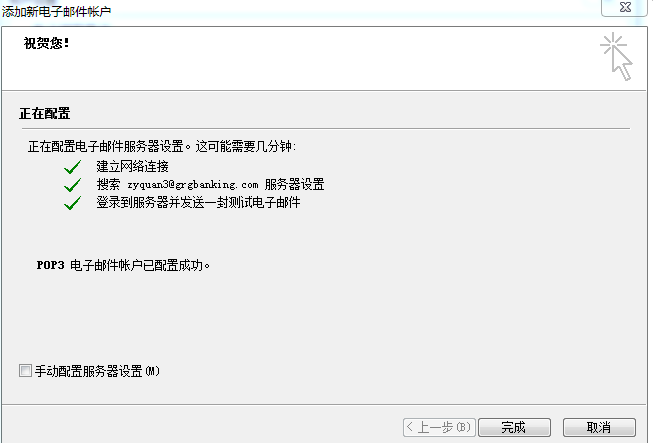 添加新电子邮件帐户
祝贺您!
正在配置
正在配置电子邮件服务器设置。这可能需要几分钟:
建立网络连接
搜索 zyquan3@grgbanking.com 服务器设置
登录到服务器并发送一封测试电子邮件
POP3 电子邮件帐户已配置成功。
手动配置服务器设置(M)
< 上一步(B) 完成 取消